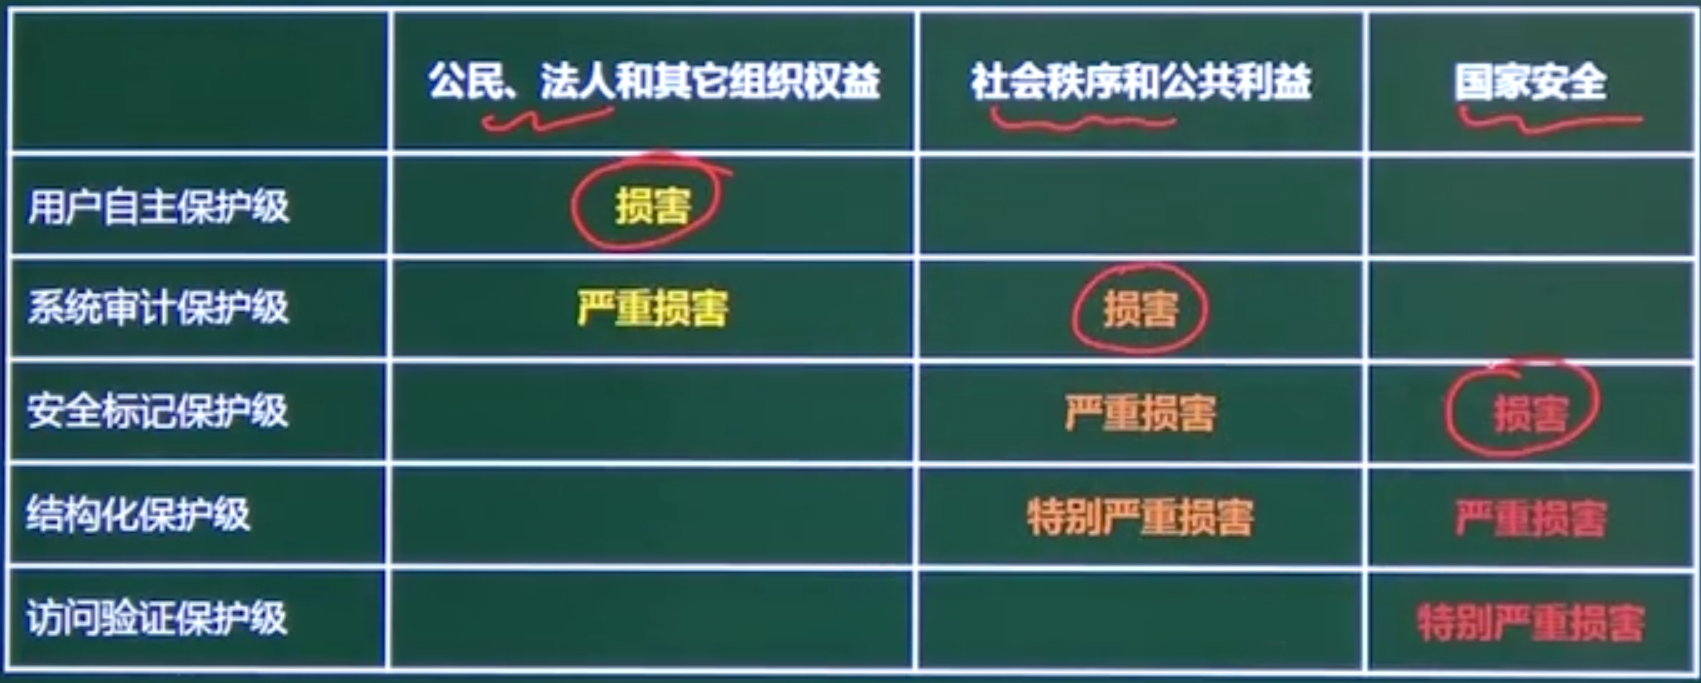 公民、法人和其它组织权益 社会秩序和公共利益 国家安全
用户自主保护级 损害
系统审计保护级 严重损害 损害
安全标记保护级 严重损害 损害
结构化保护级 特别严重损害 严重损害
访问验证保护级 特别严重损害